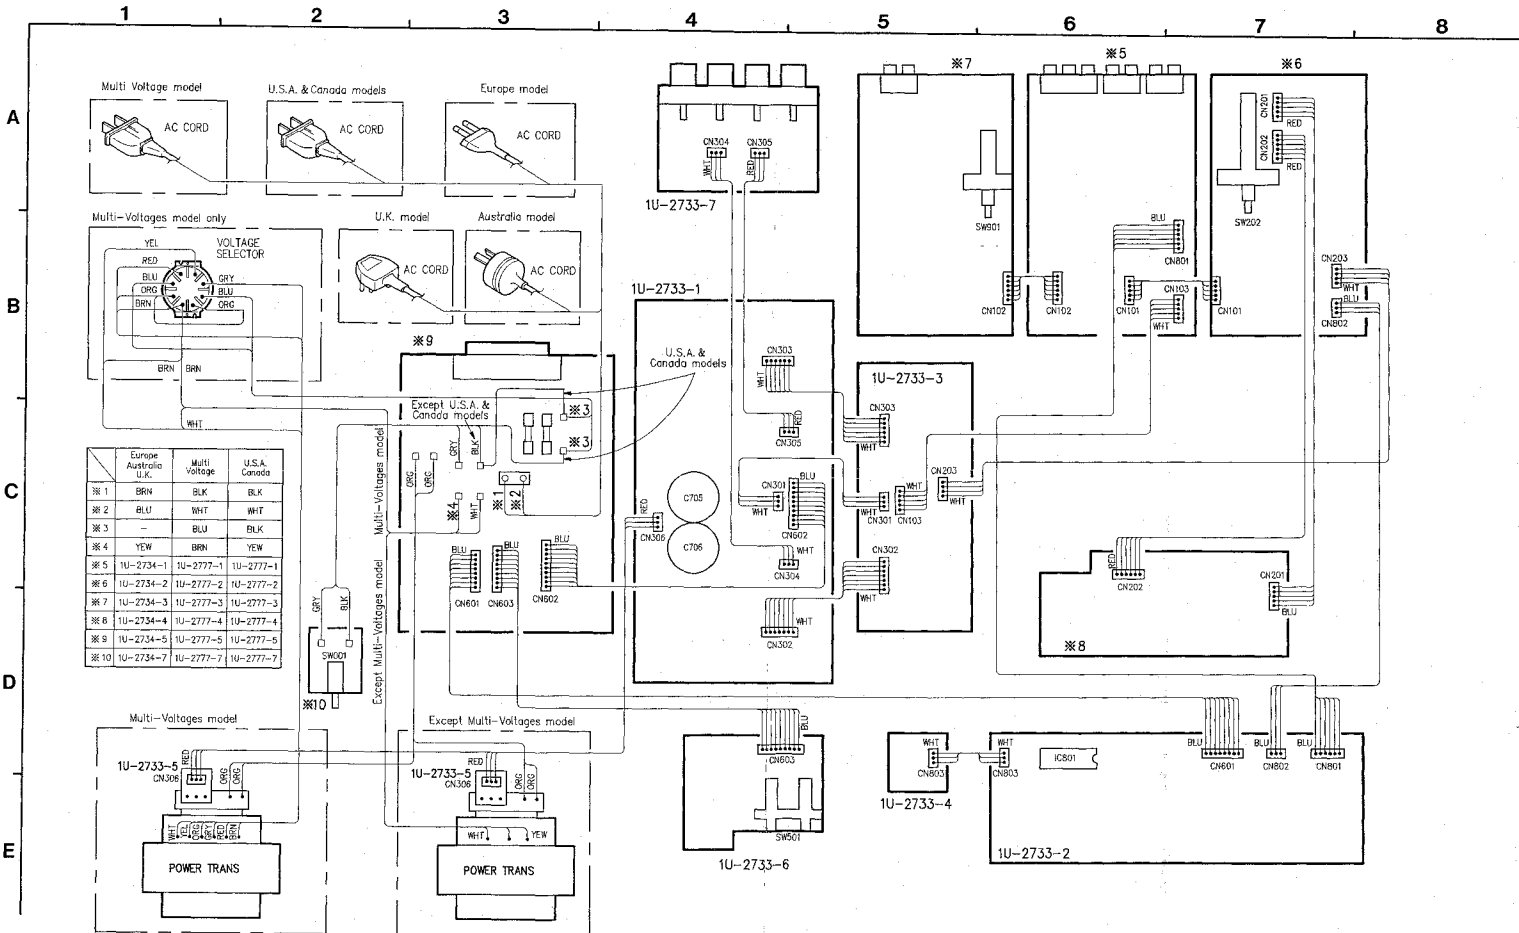 1 2 3 4 5 6 7 8
A
B
C
D
E
Multi Voltage model
AC CORD
U.S.A. & Canada models
AC CORD
Europe model
AC CORD
Multi-Voltages model only
VOLTAGE
SELECTOR
YEL
RED
BLU
ORG
BRN
GRY
BLU
ORG
BRN
BRN
WHT
U.K. model
AC CORD
Australia model
AC CORD
Europe
Australia
U.K.
Multi
Voltage
U.S.A.
Canada
※ 1 BRN BLK BLK
※ 2 BLU WHT WHT
※ 3 – BLU BLK
※ 4 YEW BRN YEW
※ 5 1U-2734-1 1U-2777-1 1U-2777-1
※ 6 1U-2734-2 1U-2777-2 1U-2777-2
※ 7 1U-2734-3 1U-2777-3 1U-2777-3
※ 8 1U-2734-4 1U-2777-4 1U-2777-4
※ 9 1U-2734-5 1U-2777-5 1U-2777-5
※ 10 1U-2734-7 1U-2777-7 1U-2777-7
※9
Except U.S.A. &
Canada models
U.S.A. &
Canada models
※3
※3
GRY
BLK
ORG
ORG
※4
WHT
※1
※2
Multi-Voltages model
Except Multi-Voltages model
BLU
BLU
BLU
CN601
CN603
CN602
GRY
BLK
SW001
※10
Multi-Voltages model
1U-2733-5
CN306
RED
ORG
ORG
WHT
YEL
ORG
GRY
RED
BRN
POWER TRANS
Except Multi-Voltages model
1U-2733-5
CN306
RED
ORG
ORG
WHT
YEW
POWER TRANS
CN304
CN305
WHT
RED
1U-2733-7
1U-2733-1
CN303
WHT
RED
CN305
CN301
WHT
BLU
CN602
RED
CN306
C705
C706
WHT
CN304
WHT
CN302
1U-2733-3
CN303
WHT
CN301
WHT
CN103
CN203
WHT
CN302
WHT
※7
SW901
CN102
※5
BLU
CN801
CN102
CN101
CN103
WHT
※6
CN201
RED
CN202
RED
SW202
CN203
WHT
BLU
CN802
CN101
RED
CN202
CN201
BLU
※8
BLU
CN603
SW501
1U-2733-6
WHT
CN803
1U-2733-4
WHT
CN803
IC801
BLU
CN601
BLU
CN802
BLU
CN801
1U-2733-2